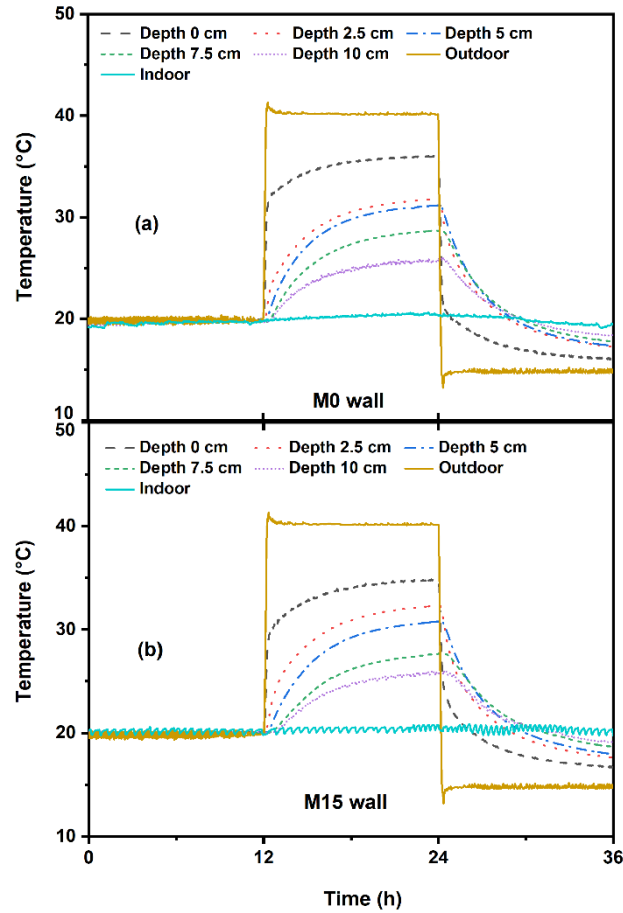 50
Depth 0 cm Depth 2.5 cm Depth 5 cm
Depth 7.5 cm Depth 10 cm Outdoor
Indoor
40
Temperature (°C)
(a)
30
20
10
M0 wall
50
Depth 0 cm Depth 2.5 cm Depth 5 cm
Depth 7.5 cm Depth 10 cm Outdoor
Indoor
40
Temperature (°C)
(b)
30
20
M15 wall
10
0 12 24 36
Time (h)